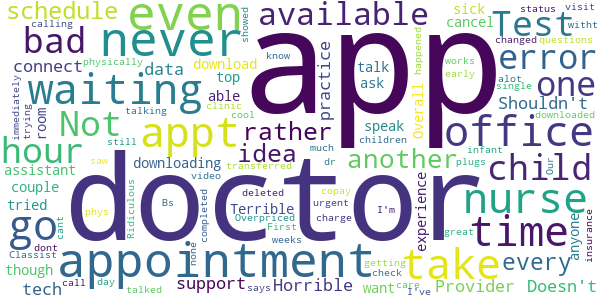 schedule
even
available
Test
sick
status
visit
calling
showed
cancel
witht
bad
never
app
know
physically
changed
questions
connect
data
download
top
talk
ask
happened
works
early
error
one
waiting
practice
Overall
alot
single
downloaded
immediately
trying
room
talking
able
clinic
cool
speak
children
Shouldn't
Not
appt
rather
office
hour
still
idea
another
child
infant
plugs
Our
anyone
assistant
downloading
much
dr
transferred
couple
tried
saw
video
deleted
urgent
copay
I'm
nurse
go
doctor
phys
Ridiculous
Bs
none
completed
Terrible
Overpriced
First
weeks
charge
experience
time
great
insurance
cant
though
Classist
dont
appointment
take
every
tech
call
day
talked
support
says
Horrible
want
getting
check
care
I've
Provider
Doesn't